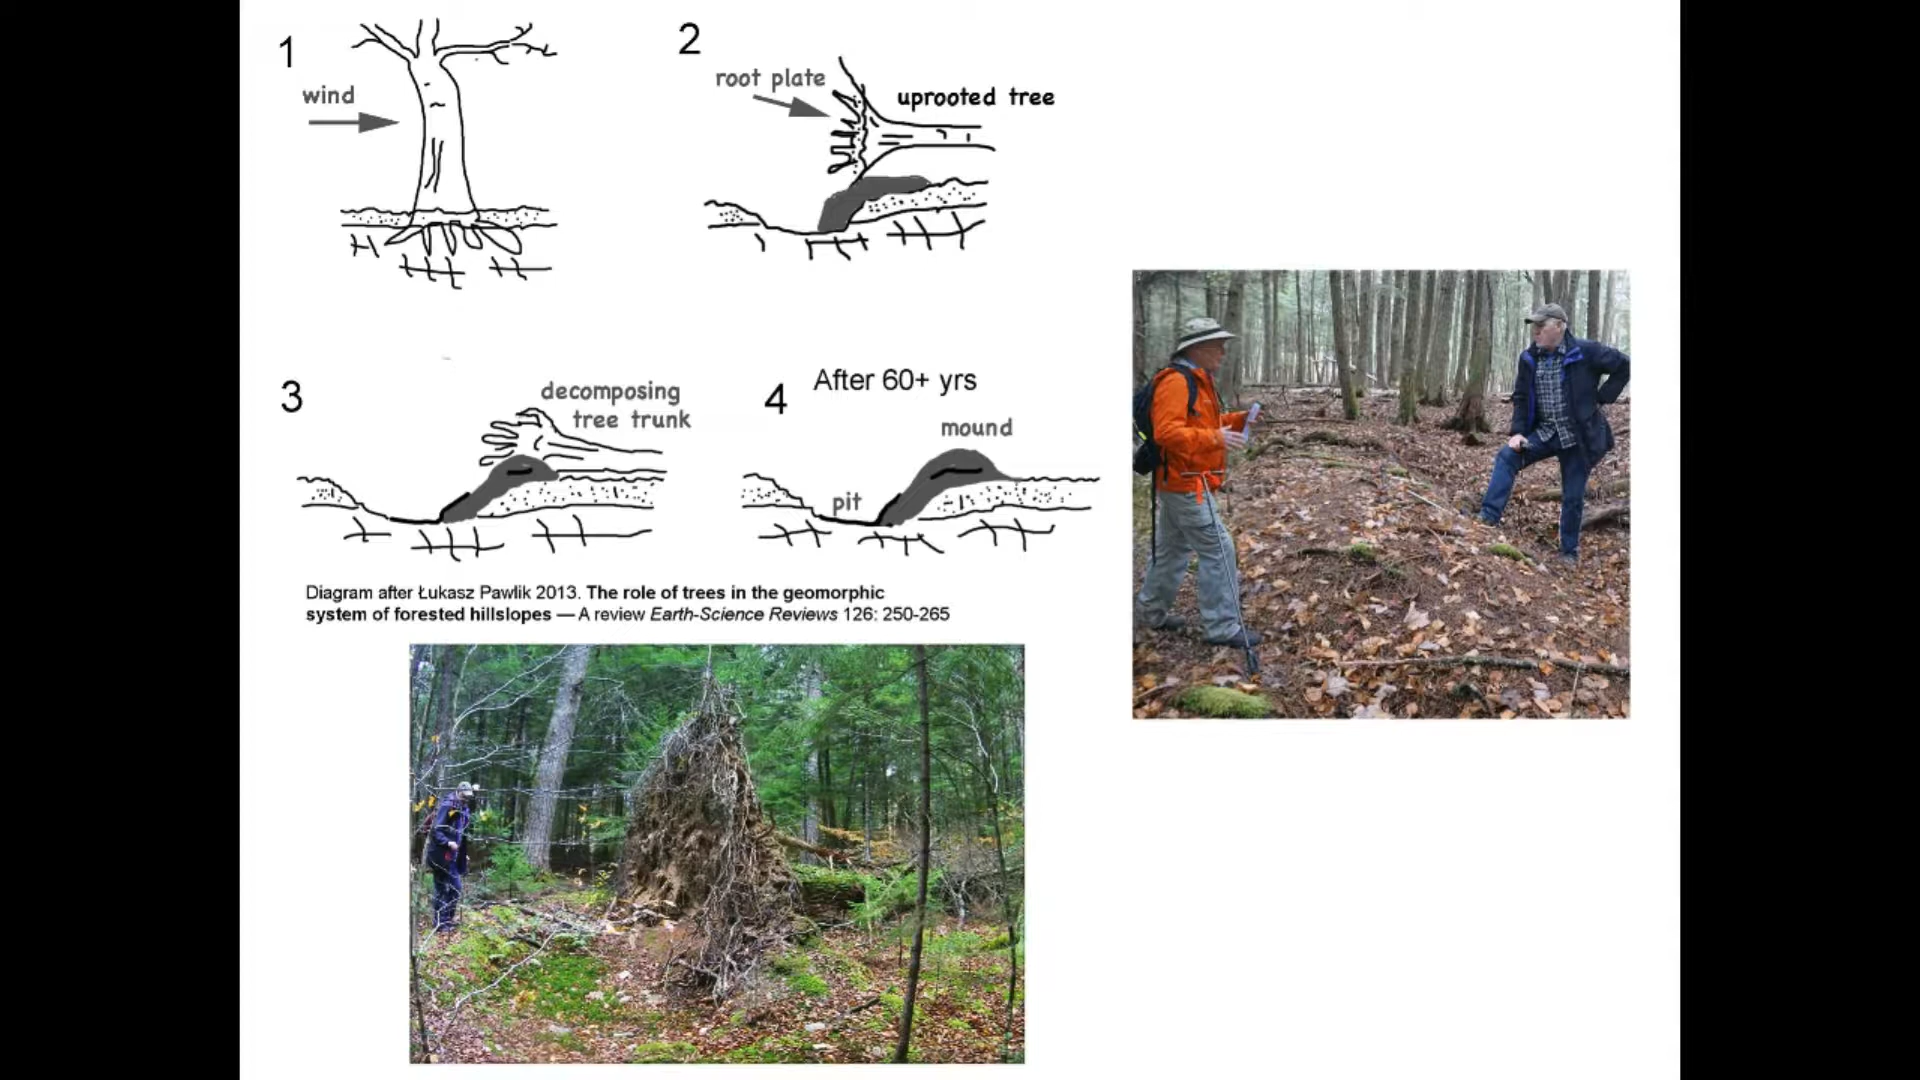 1
wind
2
root plate
uprooted tree
3
decomposing
tree trunk
4
After 60+ yrs
mound
pit
Diagram after Łukasz Pawlik 2013. The role of trees in the geomorphic
system of forested hillslopes — A review Earth-Science Reviews 126: 250-265